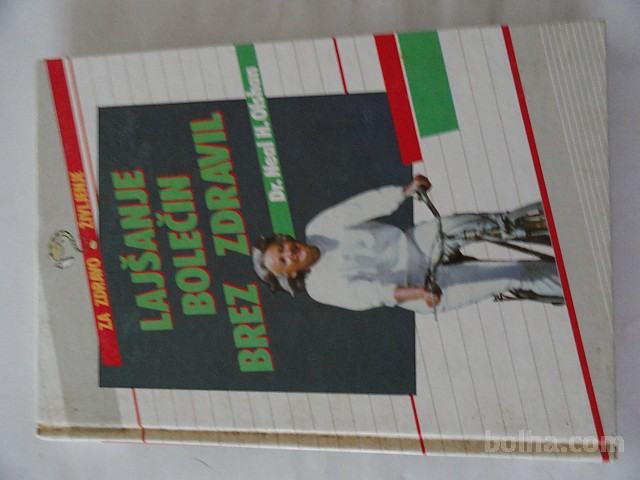 ZA ZDRAVO • ŽIVLJENJE
LAJŠANJE
BOLEČIN
BREZ ZDRAVIL
Dr. Neal H. Olshan
bolha.com